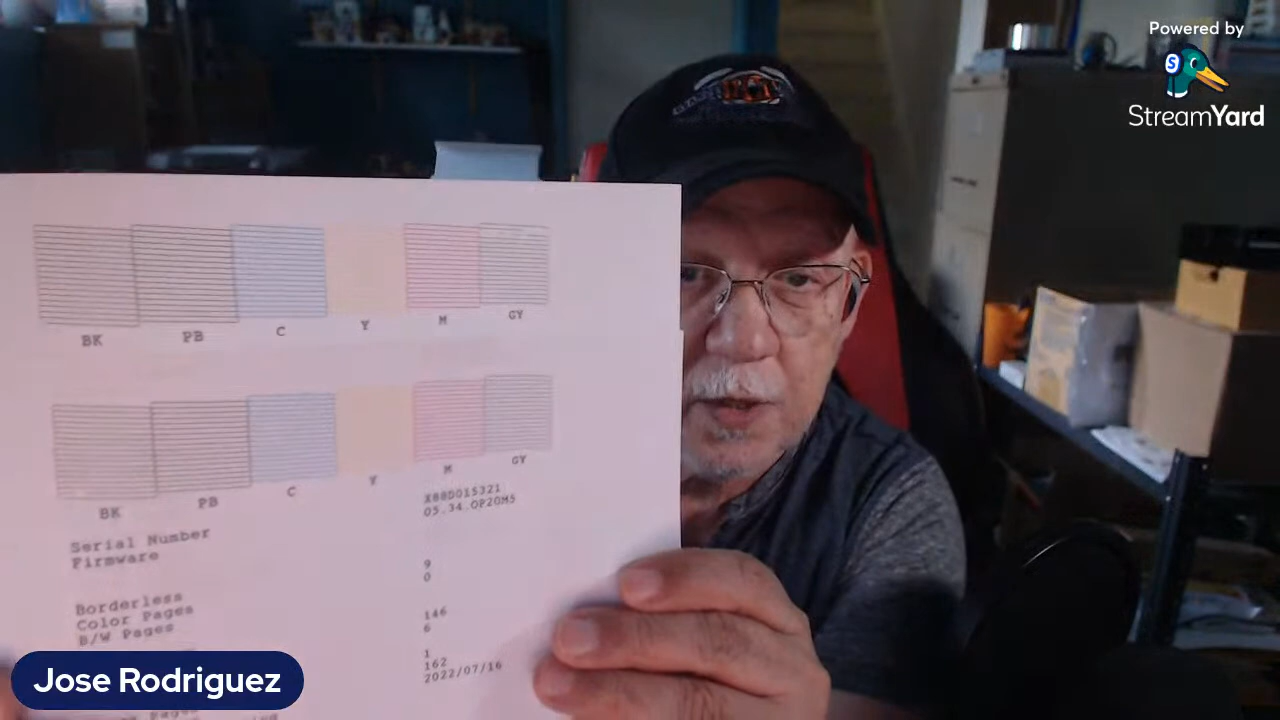 Powered by
StreamYard
BK PB C Y M GY
BK PB C Y M GY
Serial Number X88D015321
Firmware 05.34.OP20M5
Borderless 9
0
Color Pages 146
B/W Pages 6
1
162
2022/07/16
Jose Rodriguez